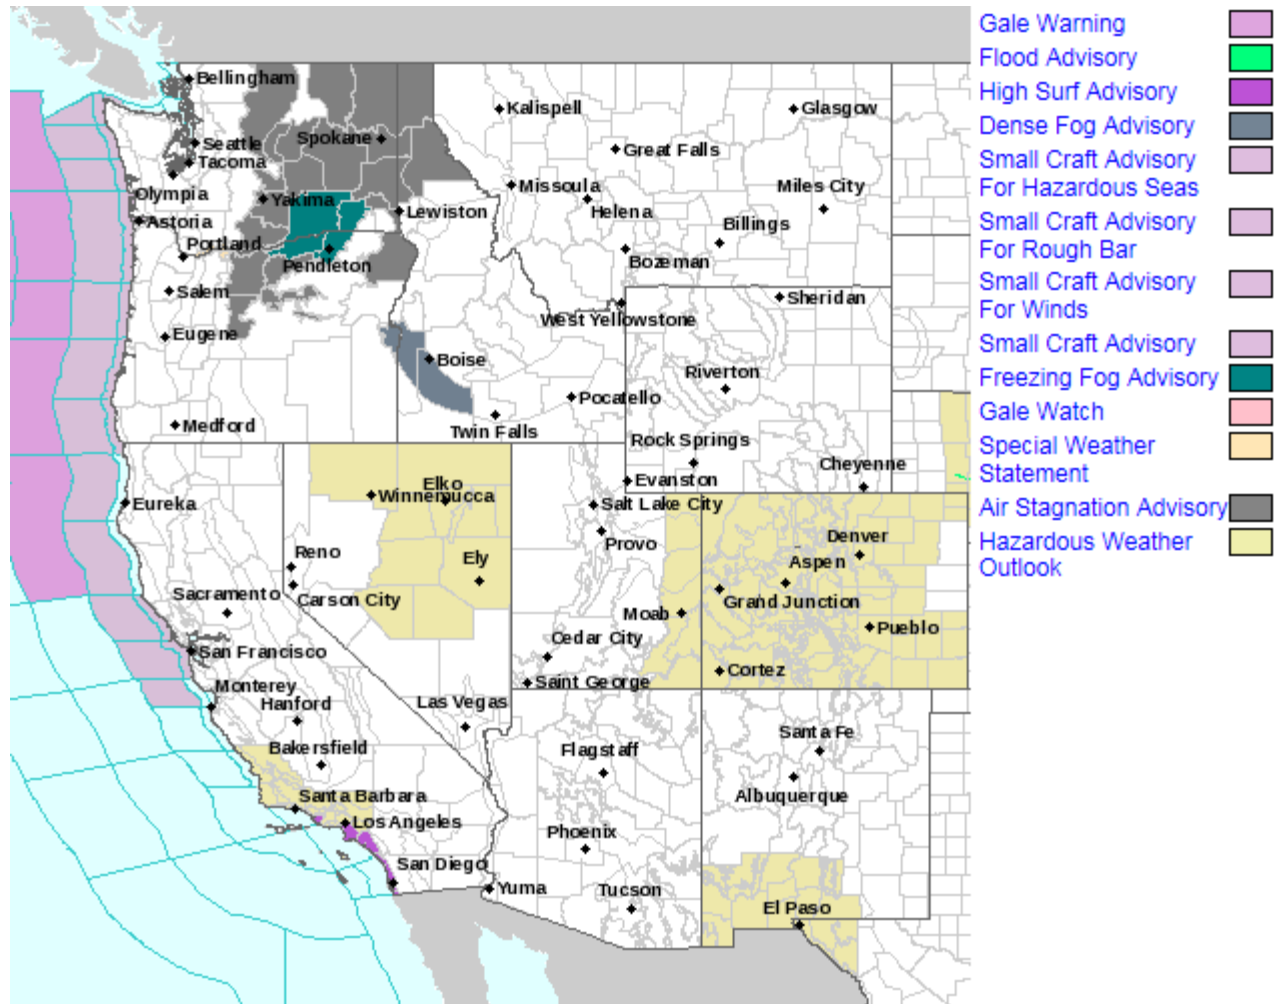 Bellingham
Kalispell
Glasgow
Spokane
Seattle
Great Falls
Tacoma
Missoula
Miles City
Olympia
Yakima
Helena
Lewiston
Astoria
Billings
Portland
Bozeman
Pendleton
Salem
Sheridan
West Yellowstone
Eugene
Boise
Riverton
Pocatello
Medford
Twin Falls
Rock Springs
Cheyenne
Elko
Evanston
Winnemucca
Eureka
Salt Lake City
Denver
Provo
Reno
Ely
Aspen
Sacramento
Carson City
Grand Junction
Moab
Pueblo
Cedar City
San Francisco
Cortez
Saint George
Monterey
Hanford
Las Vegas
Santa Fe
Bakersfield
Flagstaff
Santa Barbara
Albuquerque
Los Angeles
Phoenix
San Diego
Yuma
Tucson
El Paso
Gale Warning
Flood Advisory
High Surf Advisory
Dense Fog Advisory
Small Craft Advisory
For Hazardous Seas
Small Craft Advisory
For Rough Bar
Small Craft Advisory
For Winds
Small Craft Advisory
Freezing Fog Advisory
Gale Watch
Special Weather
Statement
Air Stagnation Advisory
Hazardous Weather
Outlook